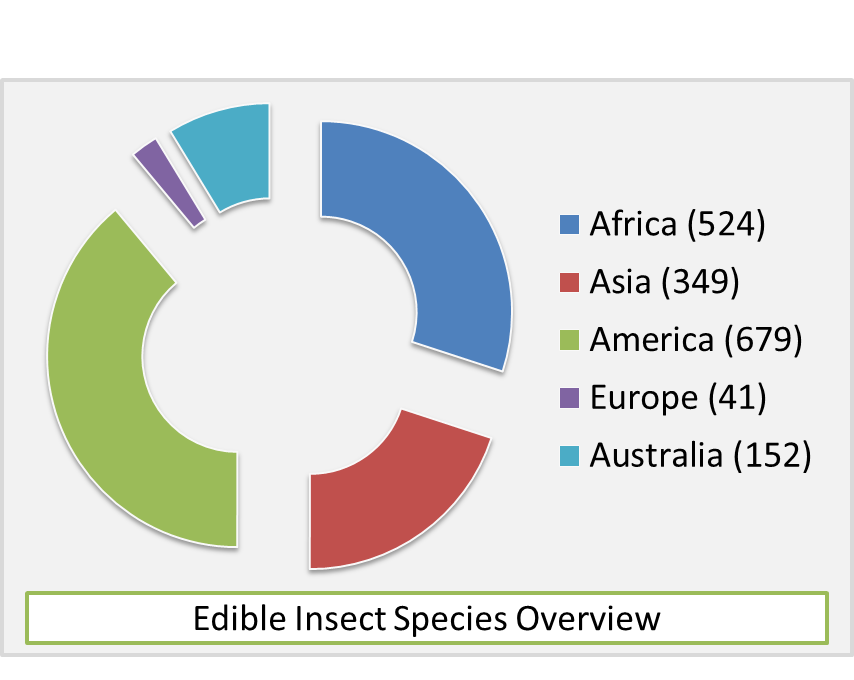 Africa (524)
Asia (349)
America (679)
Europe (41)
Australia (152)
Edible Insect Species Overview